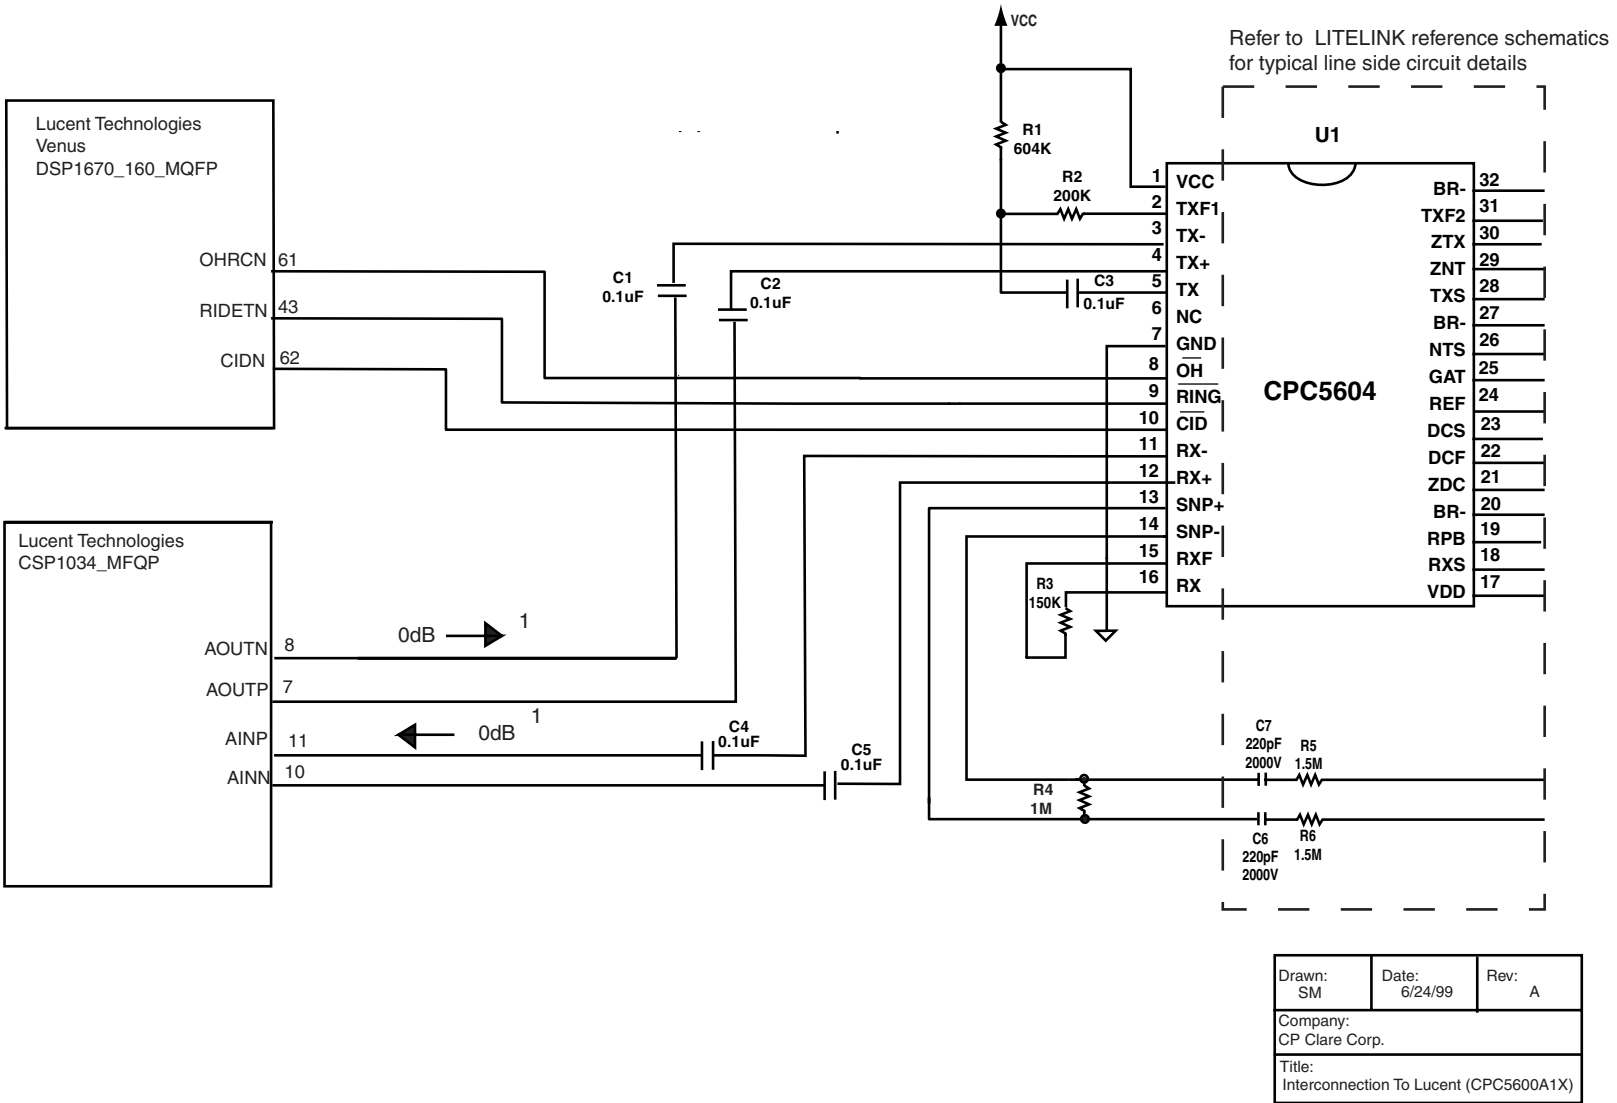 VCC
Refer to LITELINK reference schematics
for typical line side circuit details
Lucent Technologies
Venus
DSP1670_160_MQFP
OHRCN 61
RIDETN 43
CIDN 62
R1
604K
R2
200K
C1
0.1uF
C2
0.1uF
C3
0.1uF
U1
CPC5604
1 VCC
2 TXF1
3 TX-
4 TX+
5 TX
6 NC
7 GND
8 OH
9 RING
10 CID
11 RX-
12 RX+
13 SNP+
14 SNP-
15 RXF
16 RX
BR- 32
TXF2 31
ZTX 30
ZNT 29
TXS 28
BR- 27
NTS 26
GAT 25
REF 24
DCS 23
DCF 22
ZDC 21
BR- 20
RPB 19
RXS 18
VDD 17
R3
150K
Lucent Technologies
CSP1034_MFQP
AOUTN 8
AOUTP 7
AINP 11
AINN 10
0dB 1
0dB 1
C4
0.1uF
C5
0.1uF
R4
1M
C7
220pF
2000V
R5
1.5M
C6
220pF
2000V
R6
1.5M
Drawn:
SM
Date:
6/24/99
Rev:
A
Company:
CP Clare Corp.
Title:
Interconnection To Lucent (CPC5600A1X)